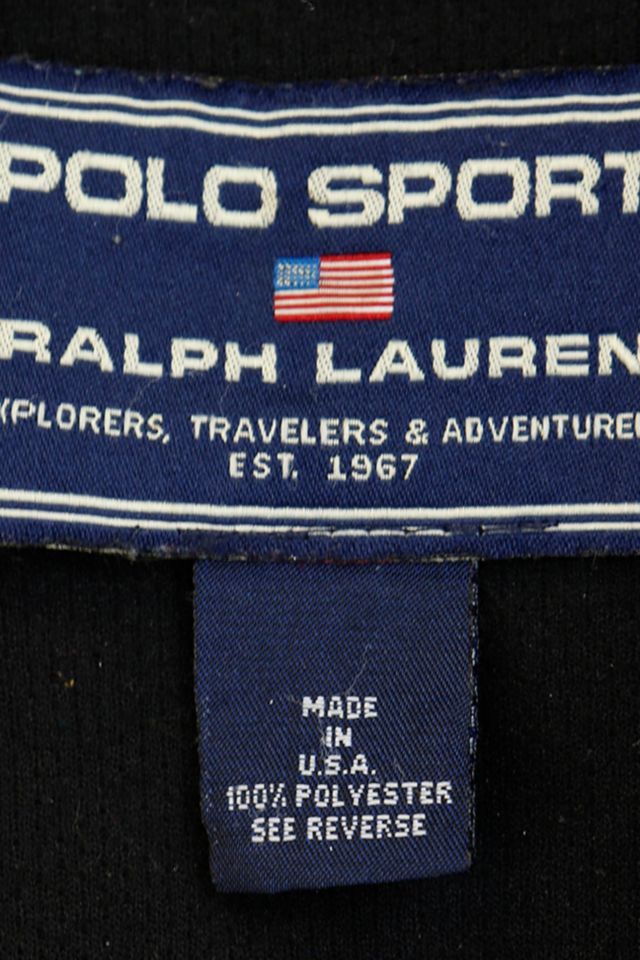 POLO SPORT
RALPH LAUREN
XPLORERS, TRAVELERS & ADVENTURE
EST. 1967
MADE
IN
U.S.A.
100% POLYESTER
SEE REVERSE